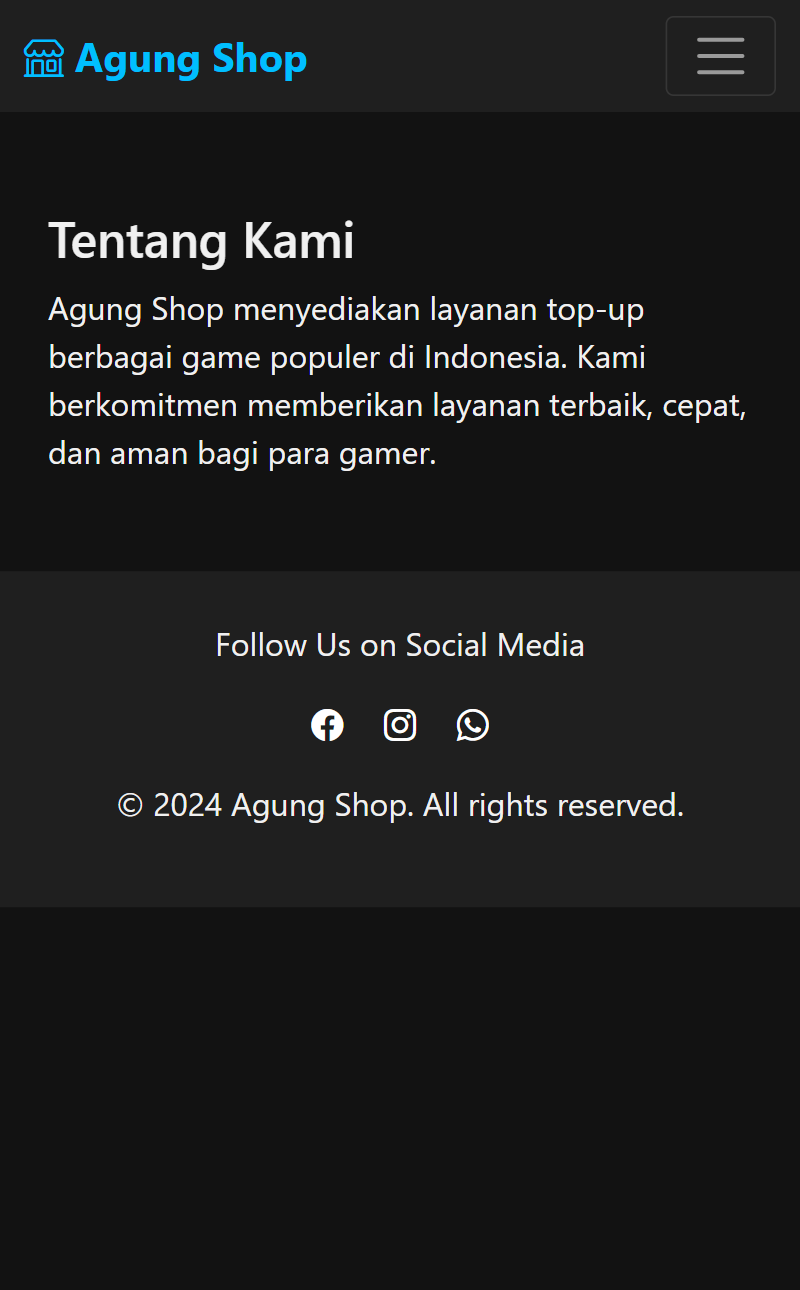 Agung Shop
Tentang Kami
Agung Shop menyediakan layanan top-up
berbagai game populer di Indonesia. Kami
berkomitmen memberikan layanan terbaik, cepat,
dan aman bagi para gamer.
Follow Us on Social Media
© 2024 Agung Shop. All rights reserved.